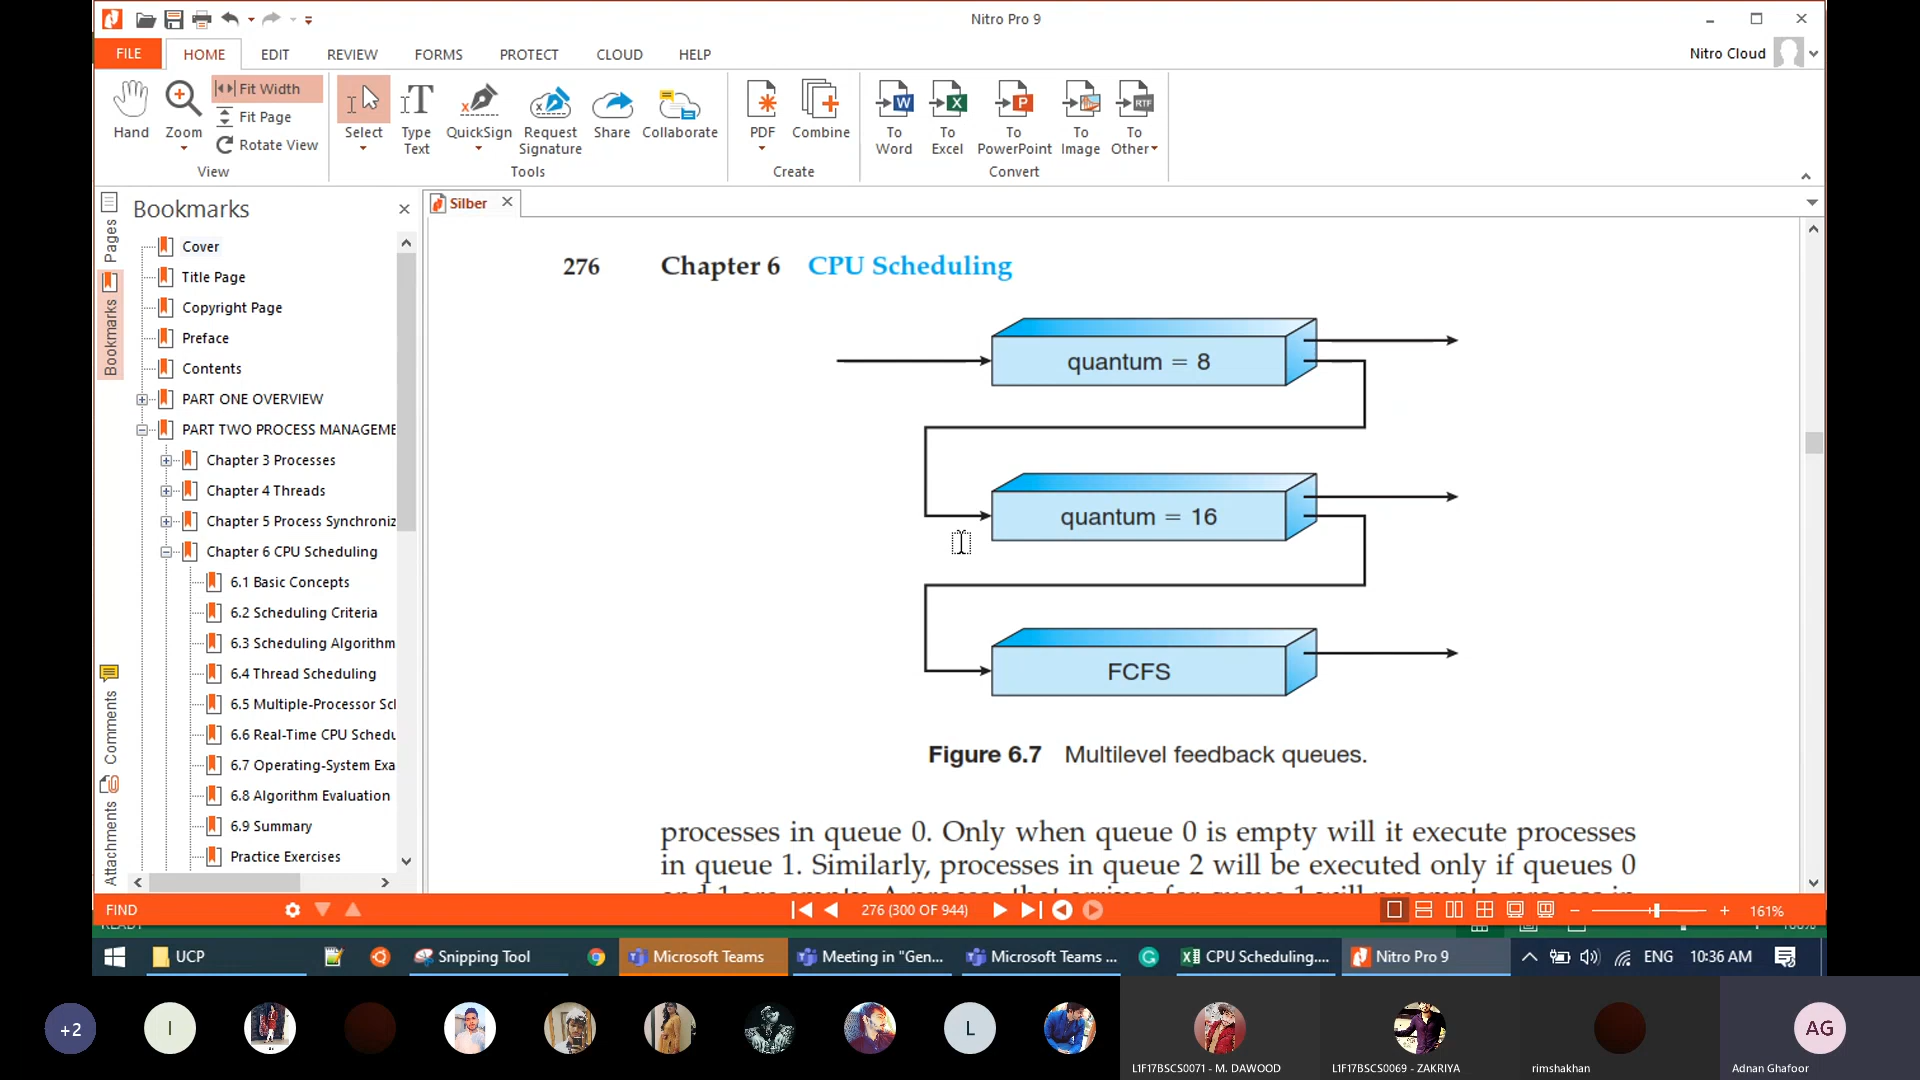 Nitro Pro 9
FILE
HOME
EDIT
REVIEW
FORMS
PROTECT
CLOUD
HELP
Nitro Cloud
Hand
Zoom
Fit Width
Fit Page
Rotate View
View
Select
Type
Text
QuickSign
Request
Signature
Share
Collaborate
Tools
PDF
Combine
Create
To
Word
To
Excel
To
PowerPoint
To
Image
To
Other
Convert
Pages
Bookmarks
Comments
Attachments
Bookmarks
Cover
Title Page
Copyright Page
Preface
Contents
PART ONE OVERVIEW
PART TWO PROCESS MANAGEME
Chapter 3 Processes
Chapter 4 Threads
Chapter 5 Process Synchroniz
Chapter 6 CPU Scheduling
6.1 Basic Concepts
6.2 Scheduling Criteria
6.3 Scheduling Algorithm
6.4 Thread Scheduling
6.5 Multiple-Processor Scl
6.6 Real-Time CPU Schedu
6.7 Operating-System Exa
6.8 Algorithm Evaluation
6.9 Summary
Practice Exercises
Silber
276 Chapter 6 CPU Scheduling
quantum = 8
quantum = 16
FCFS
Figure 6.7 Multilevel feedback queues.
processes in queue 0. Only when queue 0 is empty will it execute processes
in queue 1. Similarly, processes in queue 2 will be executed only if queues 0
FIND
276 (300 OF 944)
161%
UCP
Snipping Tool
Microsoft Teams
Meeting in "Gen...
Microsoft Teams ...
CPU Scheduling....
Nitro Pro 9
ENG
10:36 AM
+2
I
L
L1F17BSCS0071 - M. DAWOOD
L1F17BSCS0069 - ZAKRIYA
rimshakhan
AG
Adnan Ghafoor